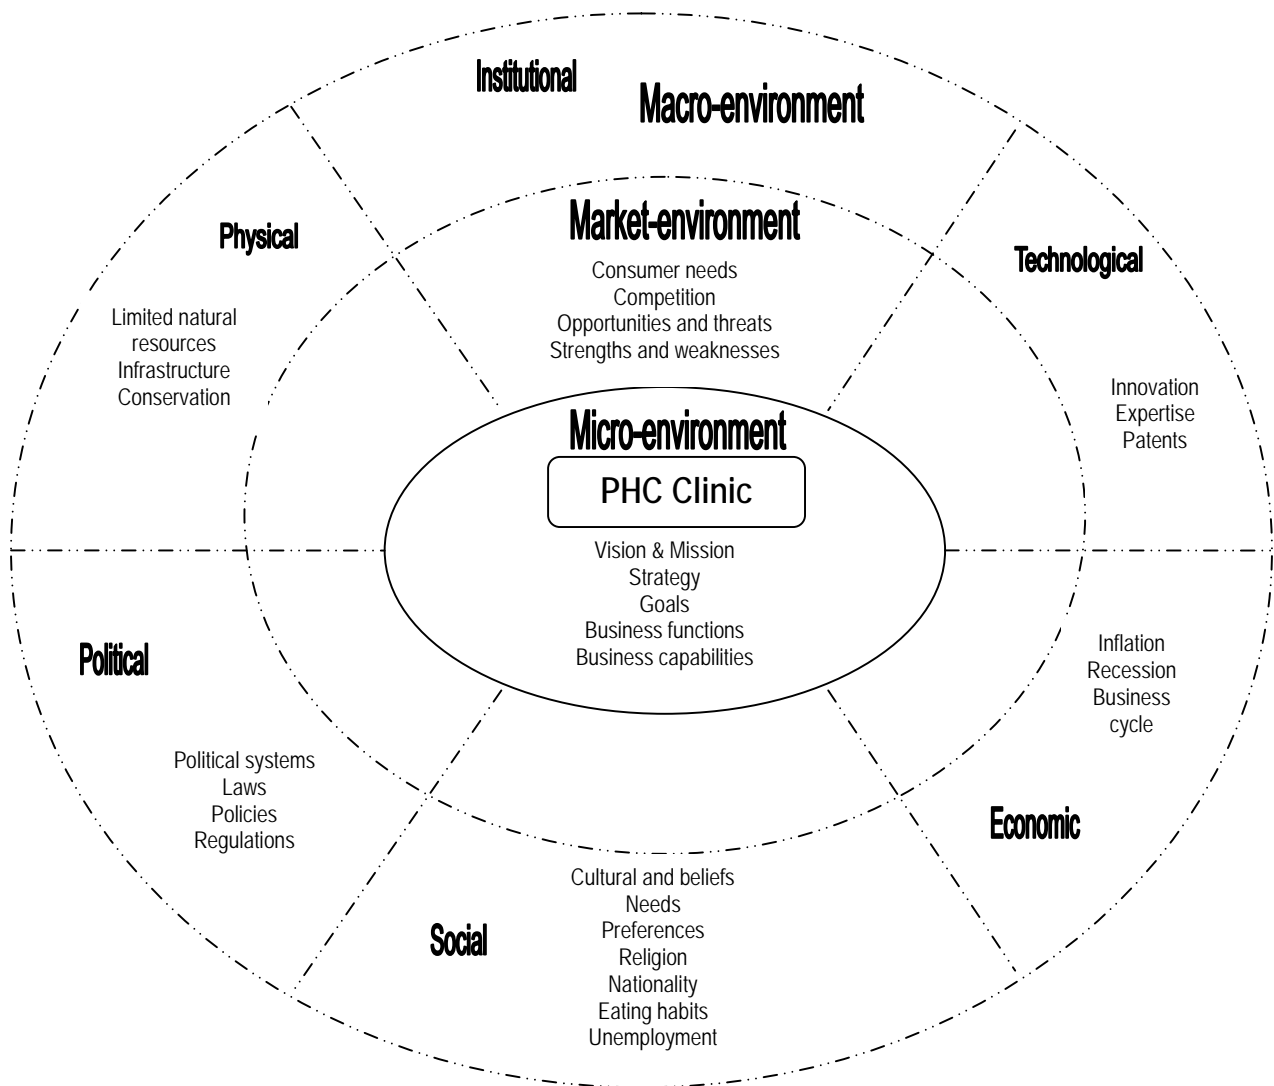 Institutional
Macro-environment
Physical
Limited natural
resources
Infrastructure
Conservation
Market-environment
Consumer needs
Competition
Opportunities and threats
Strengths and weaknesses
Technological
Innovation
Expertise
Patents
Micro-environment
PHC Clinic
Vision & Mission
Strategy
Goals
Business functions
Business capabilities
Political
Political systems
Laws
Policies
Regulations
Inflation
Recession
Business
cycle
Economic
Social
Cultural and beliefs
Needs
Preferences
Religion
Nationality
Eating habits
Unemployment